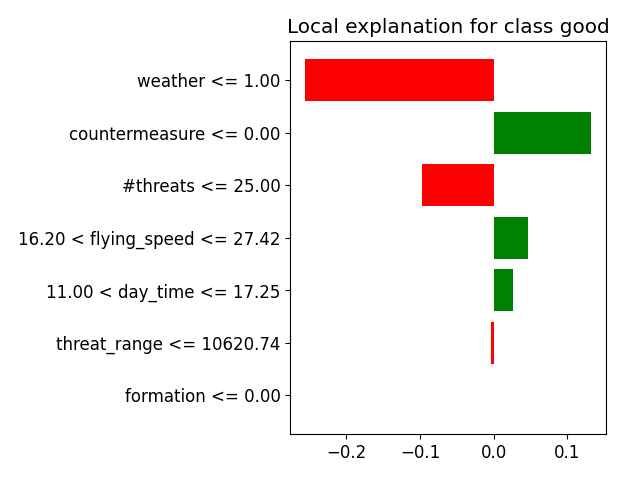 Local explanation for class good
weather <= 1.00
countermeasure <= 0.00
#threats <= 25.00
16.20 < flying_speed <= 27.42
11.00 < day_time <= 17.25
threat_range <= 10620.74
formation <= 0.00
−0.2 −0.1 0.0 0.1